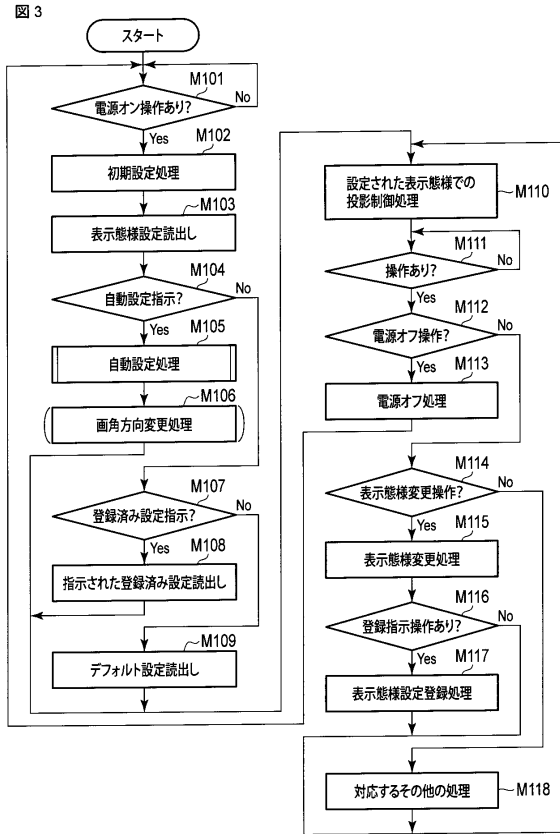 図3
スタート
M101
電源オン操作あり?
No
Yes
M102
初期設定処理
M103
表示態様設定読出し
M104
自動設定指示?
No
Yes
M105
自動設定処理
M106
画角方向変更処理
M107
登録済み設定指示?
No
Yes
M108
指示された登録済み設定読出し
M109
デフォルト設定読出し
設定された表示態様での
投影制御処理
M110
M111
操作あり?
No
Yes
M112
電源オフ操作?
No
Yes
M113
電源オフ処理
M114
表示態様変更操作?
No
Yes
M115
表示態様変更処理
M116
登録指示操作あり?
No
Yes
M117
表示態様設定登録処理
対応するその他の処理
M118